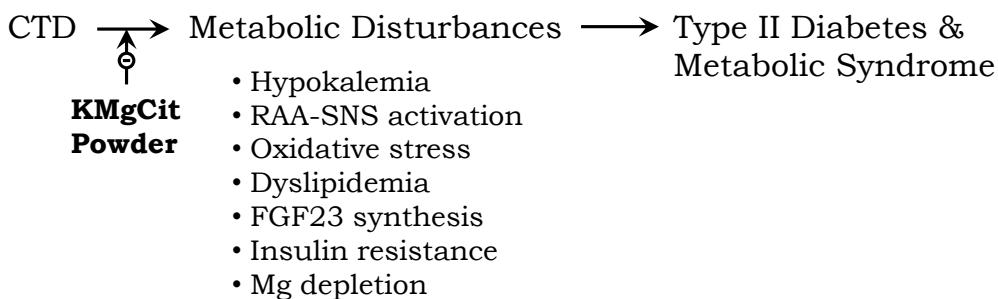 CTD Metabolic Disturbances Type II Diabetes &
Metabolic Syndrome
KMgCit
Powder
• Hypokalemia
• RAA-SNS activation
• Oxidative stress
• Dyslipidemia
• FGF23 synthesis
• Insulin resistance
• Mg depletion